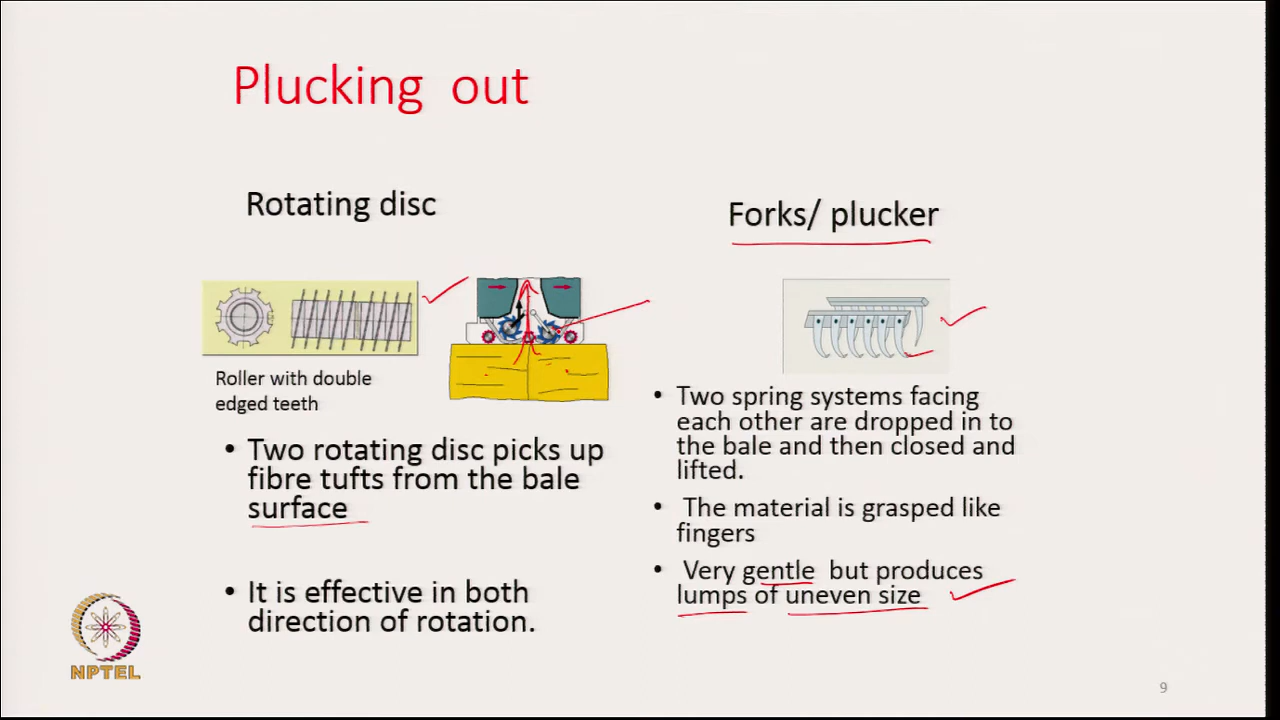 Plucking out
Rotating disc
Roller with double
edged teeth
• Two rotating disc picks up
fibre tufts from the bale
surface
• It is effective in both
direction of rotation.
Forks/ plucker
• Two spring systems facing
each other are dropped in to
the bale and then closed and
lifted.
• The material is grasped like
fingers
• Very gentle but produces
lumps of uneven size
NPTEL
9